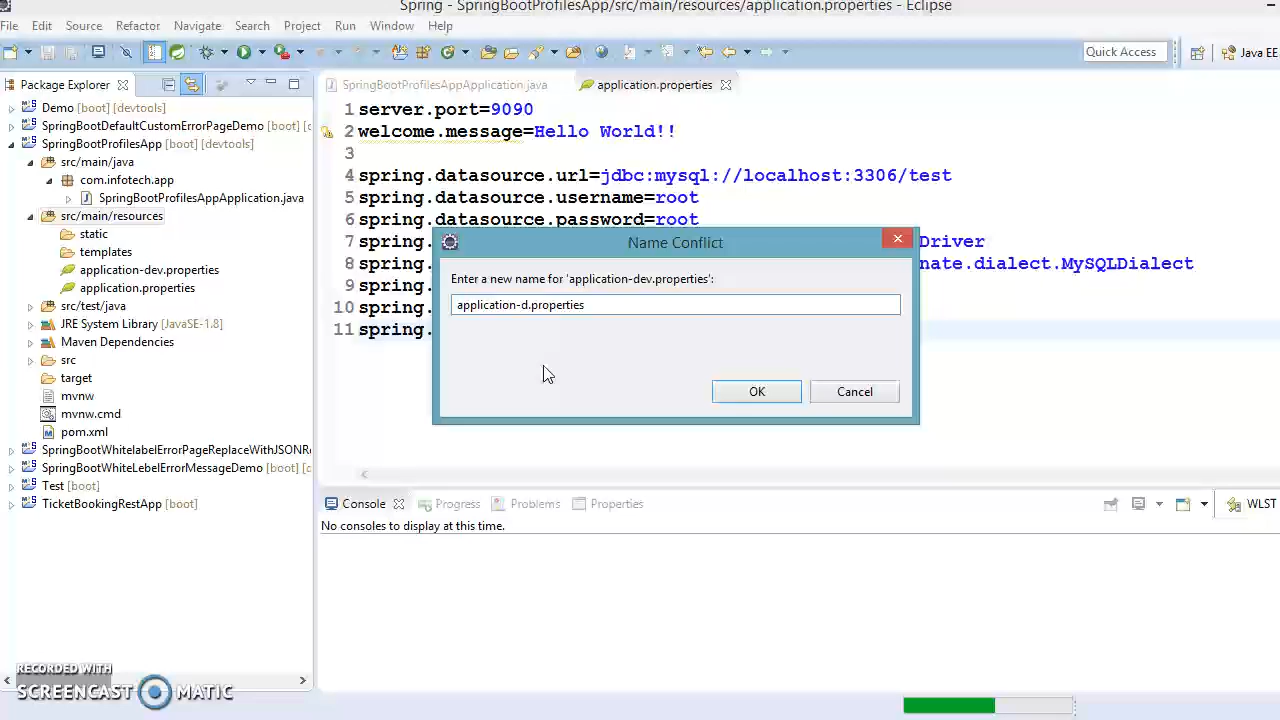 Spring - SpringBootProfilesApp/src/main/resources/application.properties - Eclipse
File Edit Source Refactor Navigate Search Project Run Window Help
Quick Access
Java EE
Package Explorer
SpringBootProfilesAppApplication.java
application.properties
Demo [boot] [devtools]
SpringBootDefaultCustomErrorPageDemo [boot] [c
SpringBootProfilesApp [boot] [devtools]
src/main/java
com.infotech.app
SpringBootProfilesAppApplication.java
src/main/resources
static
templates
application-dev.properties
application.properties
src/test/java
JRE System Library [JavaSE-1.8]
Maven Dependencies
src
target
mvnw
mvnw.cmd
pom.xml
SpringBootWhitelabelErrorPageReplaceWithJSONRe
SpringBootWhiteLebelErrorMessageDemo [boot] [c
Test [boot]
TicketBookingRestApp [boot]
1 server.port=9090
2 welcome.message=Hello World!!
3
4 spring.datasource.url=jdbc:mysql://localhost:3306/test
5 spring.datasource.username=root
6 spring.datasource.password=root
7 spring. Driver
8 spring. nate.dialect.MySQLDialect
9 spring.
10 spring.
11 spring.
Name Conflict
Enter a new name for 'application-dev.properties':
application-d.properties
OK
Cancel
Console Progress Problems Properties
WLST
No consoles to display at this time.
RECORDED WITH
SCREENCAST MATIC